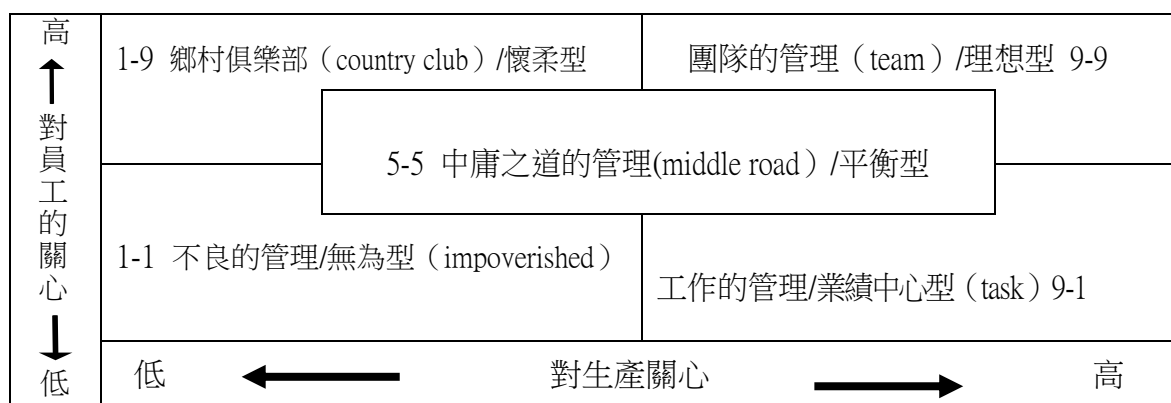 高
對員工的關心
低
1-9 鄉村俱樂部（country club）/懷柔型
團隊的管理（team）/理想型 9-9
5-5 中庸之道的管理(middle road）/平衡型
1-1 不良的管理/無為型（impoverished）
工作的管理/業績中心型（task）9-1
低 對生產關心 高